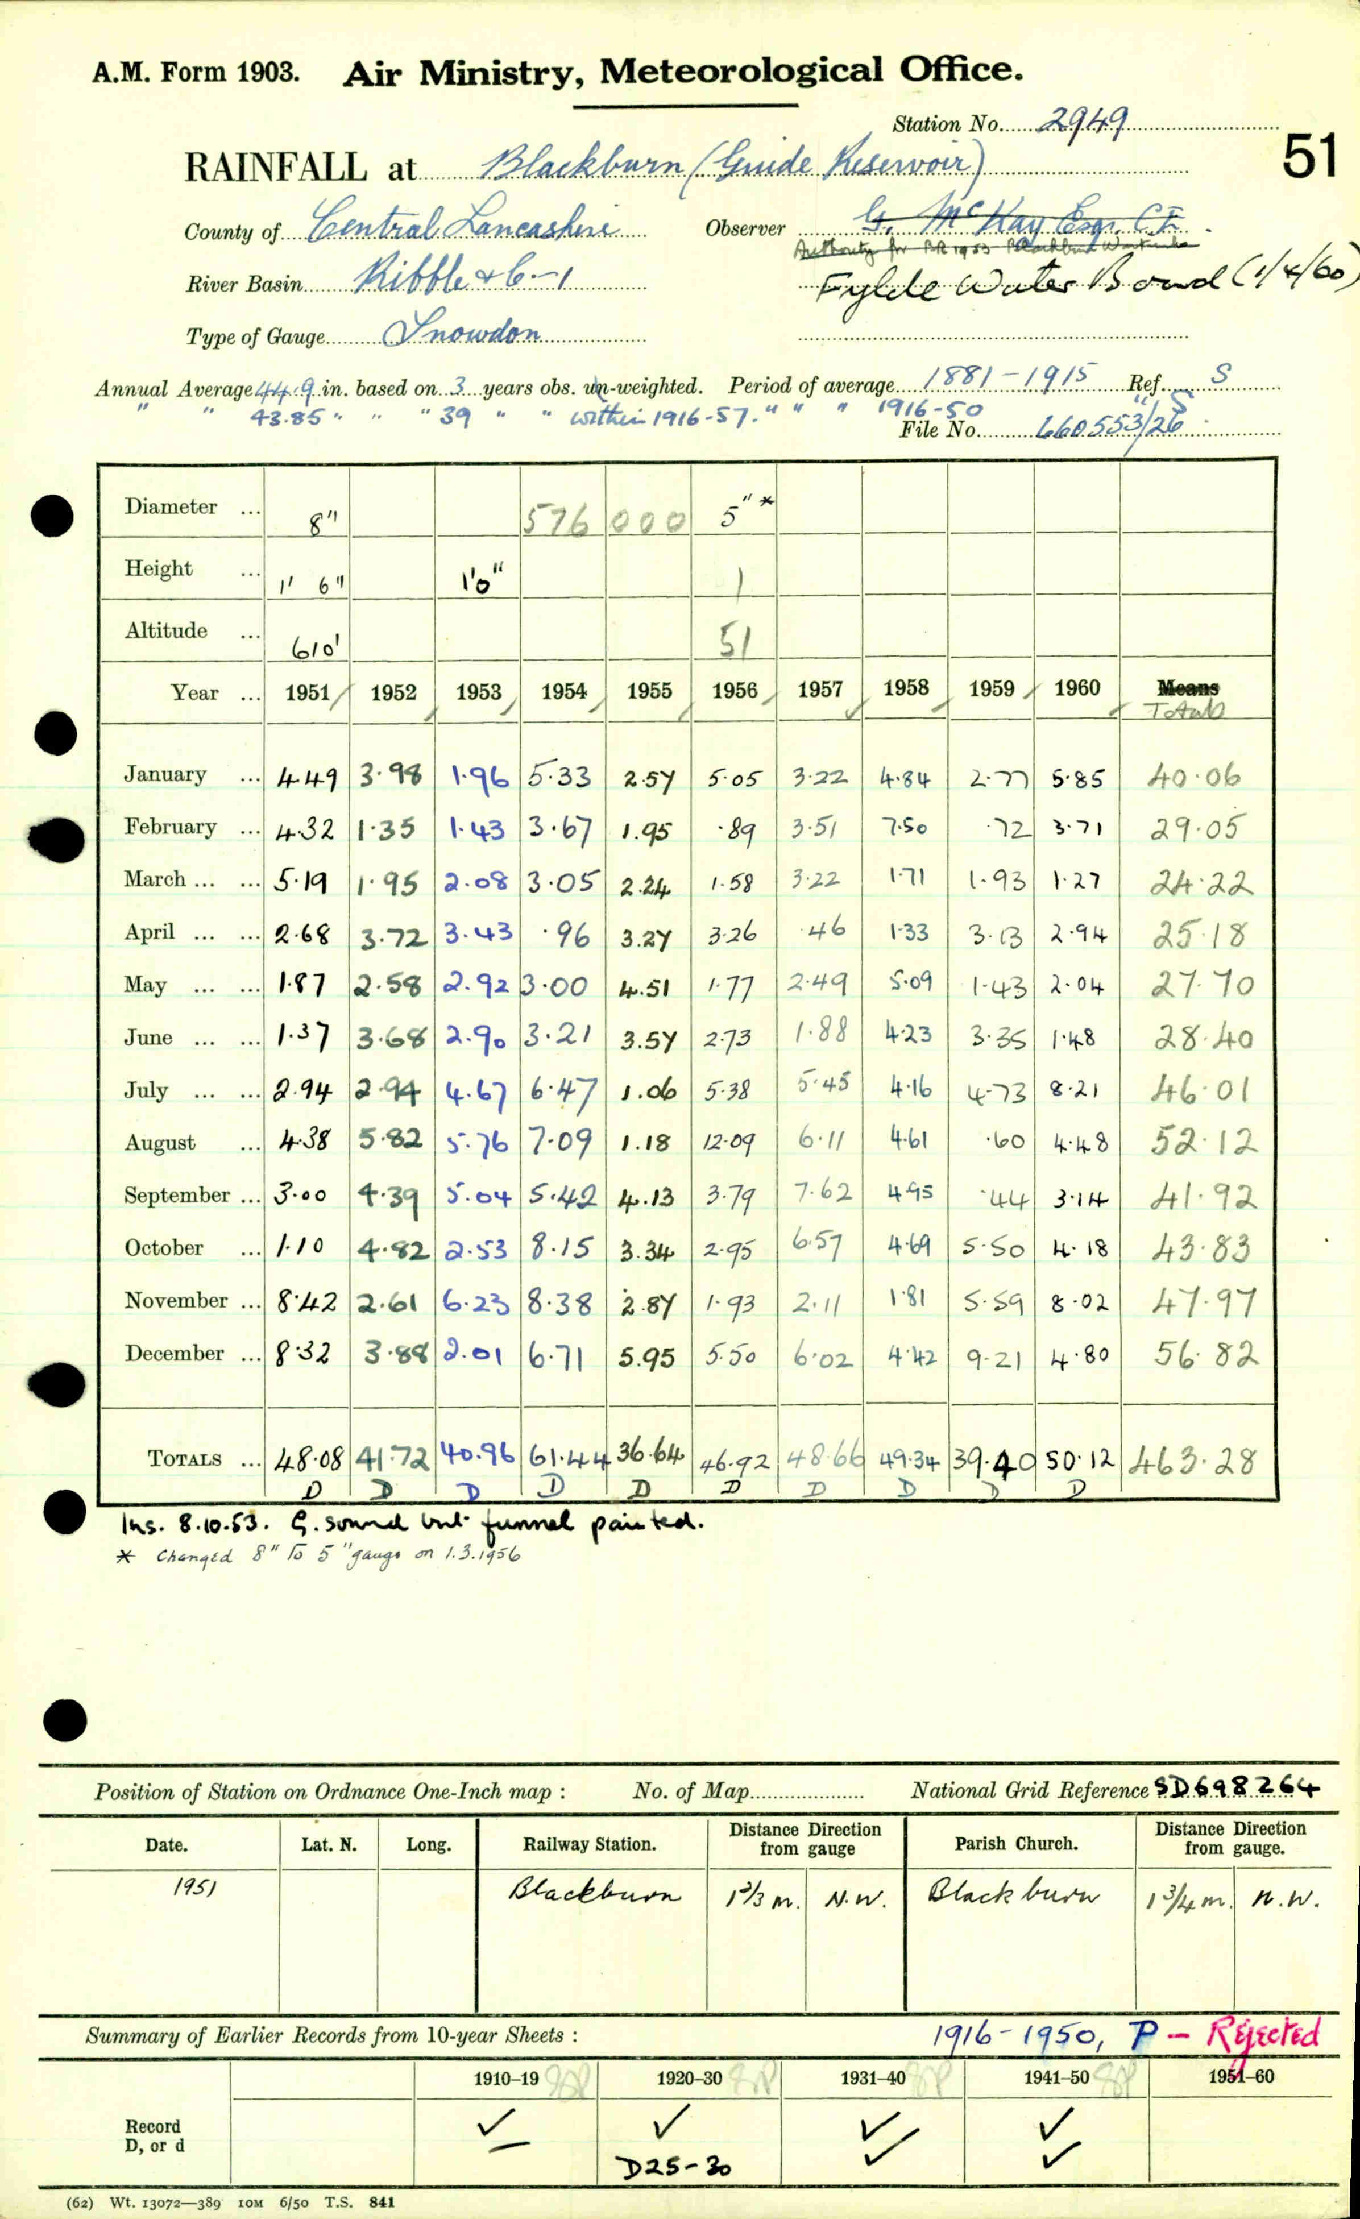 A.M. Form 1903. Air Ministry, Meteorological Office.
Station No. 2949
51
RAINFALL at Blackburn (Guide Reservoir)
County of Central Lancashire Observer G. McKay Esq. C.E.
Authority for BR 1953 Blackburn Waterworks
River Basin Ribble & C-1 Fylde Water Board (1/4/60)
Type of Gauge Snowdon
Annual Average 44.9 in. based on 3 years obs. un-weighted. Period of average 1881-1915 Ref. S
" " 43.85 " " " 39 " " within 1916-57. " " " 1916-50 " S
File No. 660553/26
Diameter ... 8" 576 000 5" *
Height ... 1' 6" 1'0" 1
Altitude ... 610' 51
Year ... 1951 1952 1953 1954 1955 1956 1957 1958 1959 1960 Means
Totals
January ... 4.49 3.98 1.96 5.33 2.57 5.05 3.22 4.84 2.77 5.85 40.06
February ... 4.32 1.35 1.43 3.67 1.95 .89 3.51 7.50 .72 3.71 29.05
March ... ... 5.19 1.95 2.08 3.05 2.24 1.58 3.22 1.71 1.93 1.27 24.22
April ... ... 2.68 3.72 3.43 .96 3.27 3.26 .46 1.33 3.13 2.94 25.18
May ... ... 1.87 2.58 2.92 3.00 4.51 1.77 2.49 5.09 1.43 2.04 27.70
June ... ... 1.37 3.68 2.90 3.21 3.57 2.73 1.88 4.23 3.35 1.48 28.40
July ... ... 2.94 2.94 4.67 6.47 1.06 5.38 5.45 4.16 4.73 8.21 46.01
August ... 4.38 5.82 5.76 7.09 1.18 12.09 6.11 4.61 .60 4.48 52.12
September ... 3.00 4.39 5.04 5.42 4.13 3.79 7.62 4.95 .44 3.14 41.92
October ... 1.10 4.82 2.53 8.15 3.34 2.95 6.57 4.69 5.50 4.18 43.83
November ... 8.42 2.61 6.23 8.38 2.87 1.93 2.11 1.81 5.59 8.02 47.97
December ... 8.32 3.88 2.01 6.71 5.95 5.50 6.02 4.42 9.21 4.80 56.82
TOTALS ... 48.08 41.72 40.96 61.44 36.64 46.92 48.66 49.34 39.40 50.12 463.28
D D D D D D D D D D
Ins. 8.10.53. G. sound but funnel painted.
* Changed 8" To 5" gauge on 1.3.1956
Position of Station on Ordnance One-Inch map : No. of Map National Grid Reference SD698264
Date. Lat. N. Long. Railway Station. Distance from Direction gauge Parish Church. Distance from Direction gauge.
1951 Blackburn 1 2/3 m. N.W. Blackburn 1 3/4 m. N.W.
Summary of Earlier Records from 10-year Sheets : 1916-1950, P - Rejected
1910–19 1920–30 1931–40 1941–50 1951–60
Record ✓ ✓ ✓ ✓
D, or d – D25-30 ✓ ✓
(62) Wt. 13072—389 10M 6/50 T.S. 841